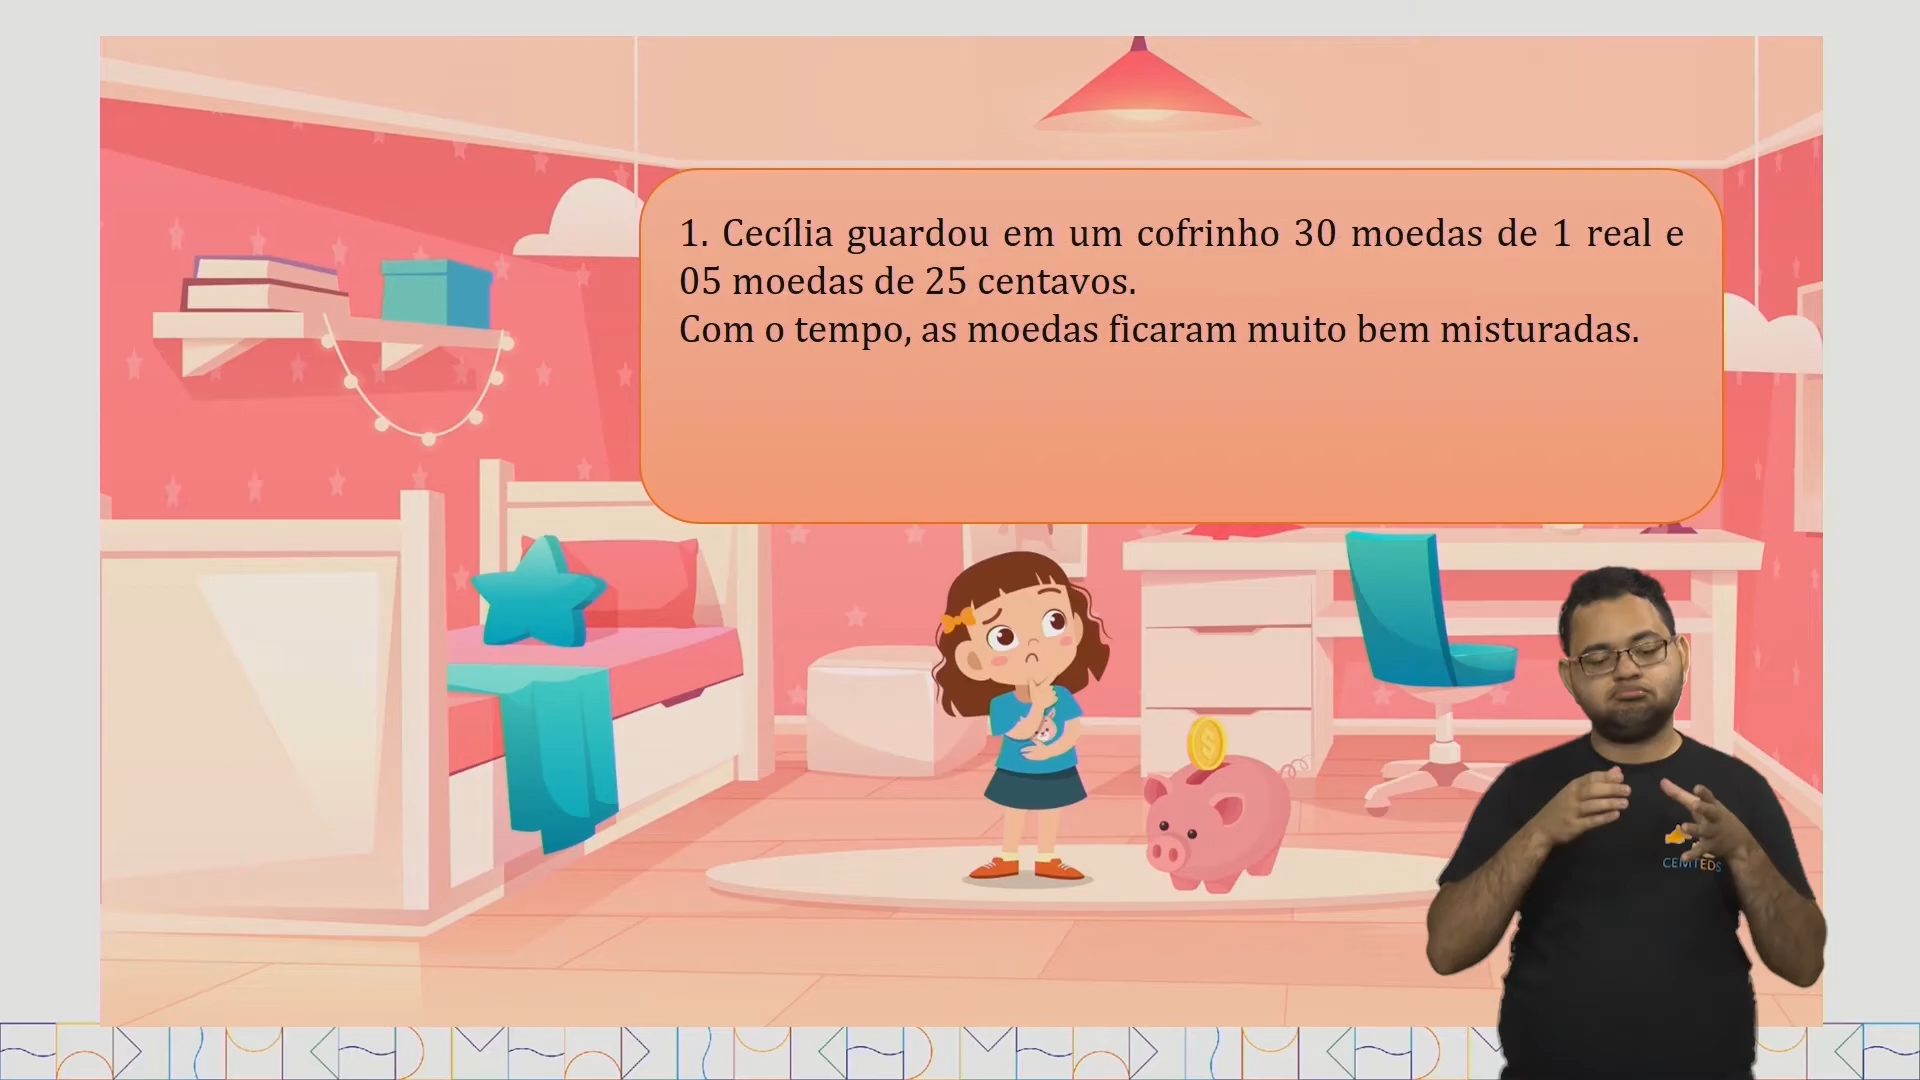 1. Cecília guardou em um cofrinho 30 moedas de 1 real e
05 moedas de 25 centavos.
Com o tempo, as moedas ficaram muito bem misturadas.
CEMTEDS